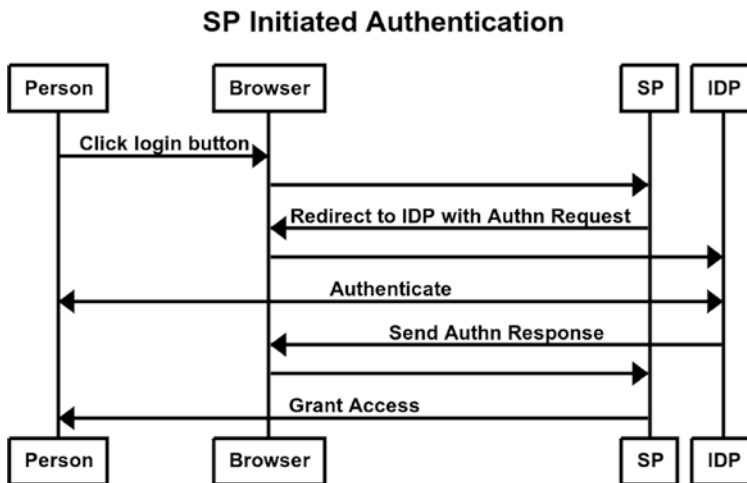 SP Initiated Authentication
Person Browser SP IDP
Click login button
Redirect to IDP with Authn Request
Authenticate
Send Authn Response
Grant Access
Person Browser SP IDP